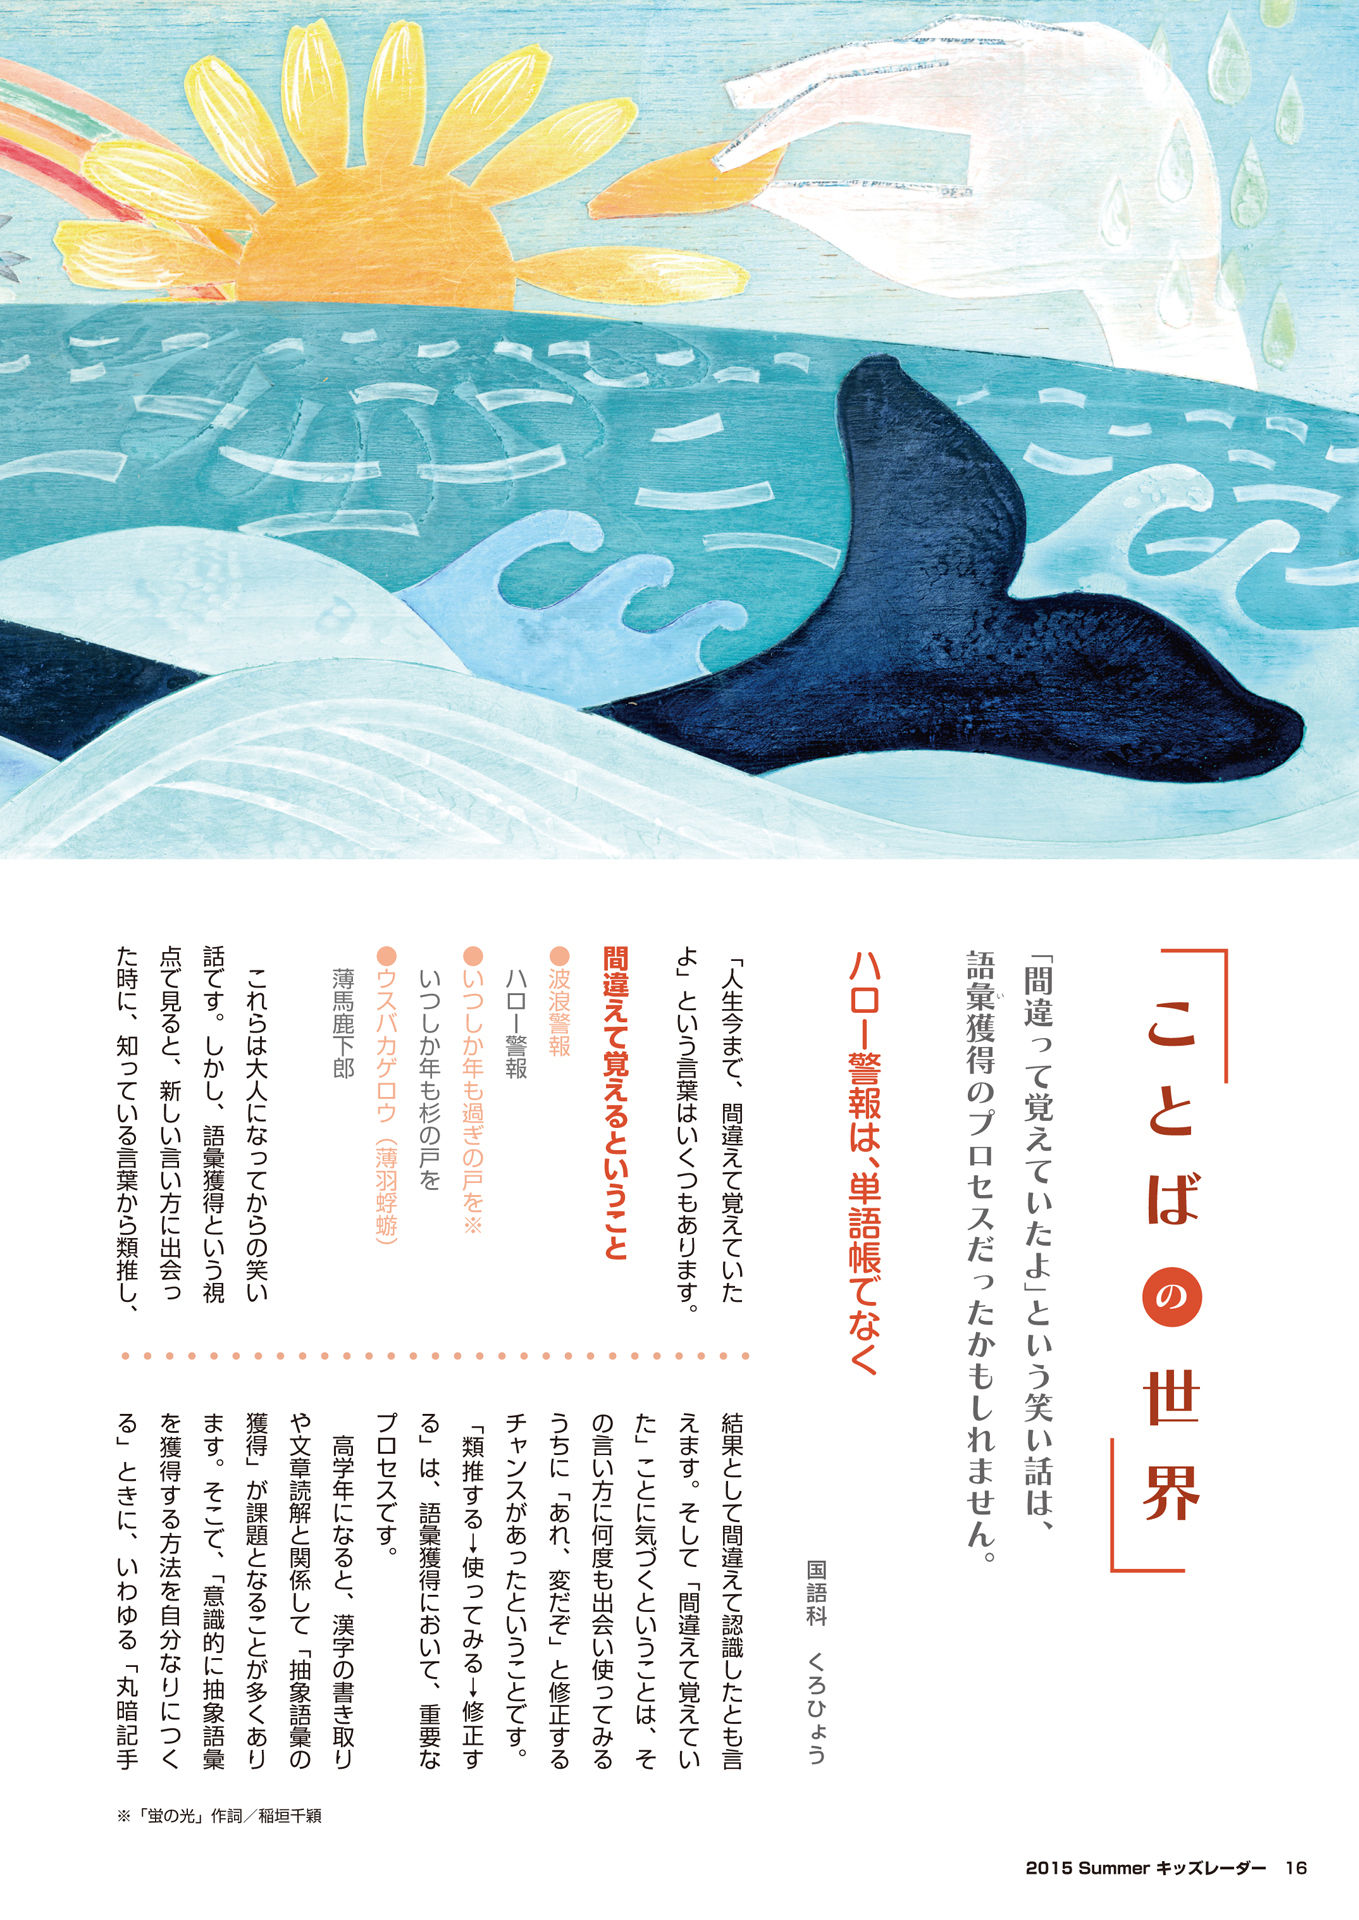 ことばの世界
「間違って覚えていたよ」という笑い話は、
語彙獲得のプロセスだったかもしれません。
い
ハロー警報は、単語帳でなく
国語科　くろひょう
「人生今まで、間違えて覚えていた
よ」という言葉はいくつもあります。
間違えて覚えるということ
●波浪警報
ハロー警報
●いつしか年も過ぎの戸を※
いつしか年も杉の戸を
●ウスバカゲロウ（薄羽蜉蝣）
薄馬鹿下郎
これらは大人になってからの笑い
話です。しかし、語彙獲得という視
点で見ると、新しい言い方に出会っ
た時に、知っている言葉から類推し、
結果として間違えて認識したとも言
えます。そして「間違えて覚えてい
た」ことに気づくということは、そ
の言い方に何度も出会い使ってみる
うちに「あれ、変だぞ」と修正する
チャンスがあったということです。
「類推する→使ってみる→修正す
る」は、語彙獲得において、重要な
プロセスです。
高学年になると、漢字の書き取り
や文章読解と関係して「抽象語彙の
獲得」が課題となることが多くあり
ます。そこで、「意識的に抽象語彙
を獲得する方法を自分なりにつく
る」ときに、いわゆる「丸暗記手
※「蛍の光」作詞／稲垣千穎
2015 Summer キッズレーダー　16